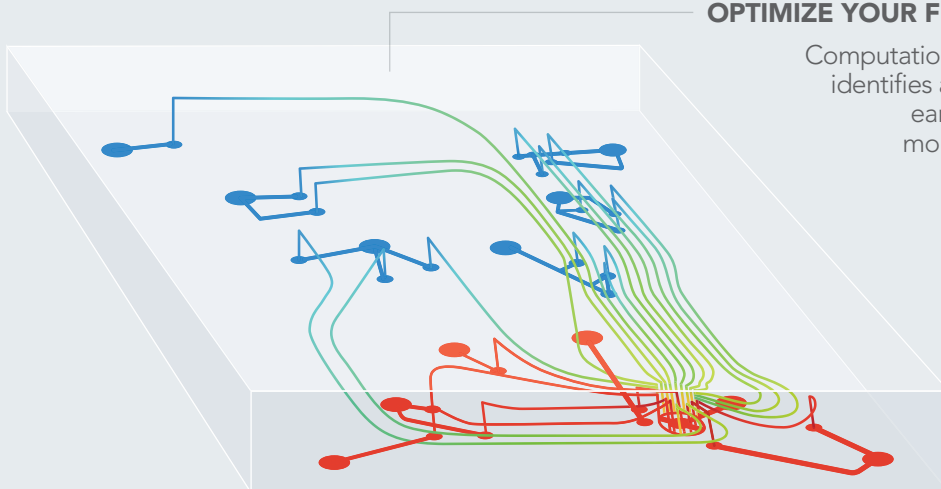 OPTIMIZE YOUR F
Computatio
identifies a
ear
mo